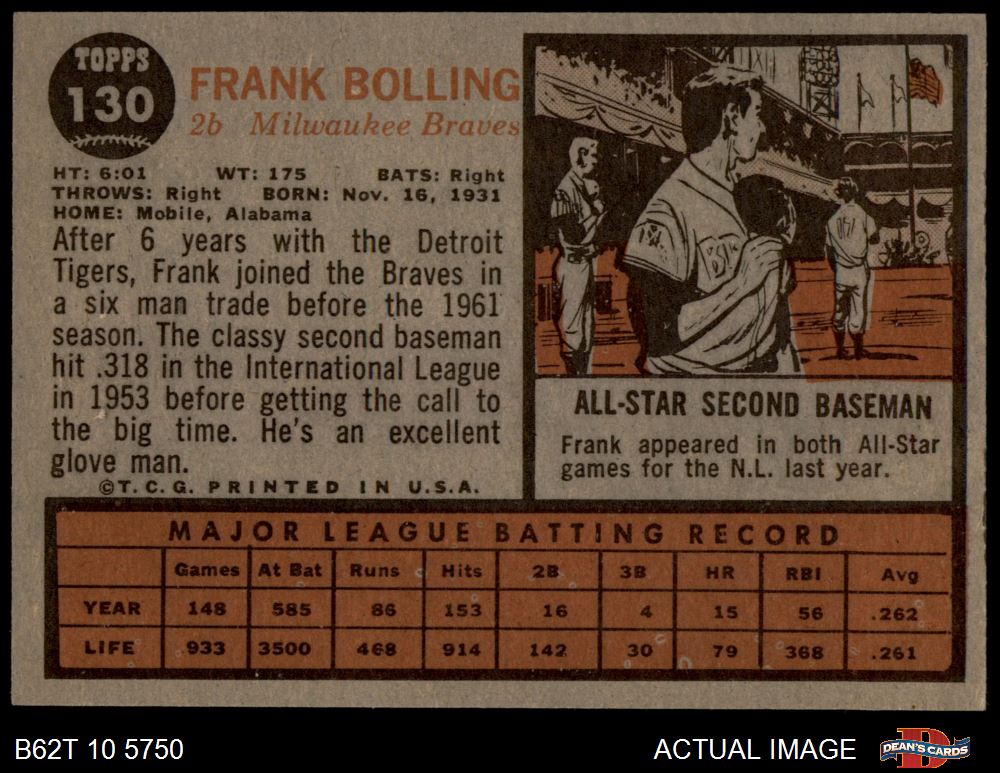 TOPPS
130
FRANK BOLLING
2b Milwaukee Braves
HT: 6:01 WT: 175 BATS: Right
THROWS: Right BORN: Nov. 16, 1931
HOME: Mobile, Alabama
After 6 years with the Detroit
Tigers, Frank joined the Braves in
a six man trade before the 1961
season. The classy second baseman
hit .318 in the International League
in 1953 before getting the call to
the big time. He's an excellent
glove man.
©T. C. G. PRINTED IN U.S.A.
ALL-STAR SECOND BASEMAN
Frank appeared in both All-Star
games for the N.L. last year.
MAJOR LEAGUE BATTING RECORD
Games At Bat Runs Hits 2B 3B HR RBI Avg
YEAR 148 585 86 153 16 4 15 56 .262
LIFE 933 3500 468 914 142 30 79 368 .261
B62T 10 5750
ACTUAL IMAGE
DEAN'S CARDS